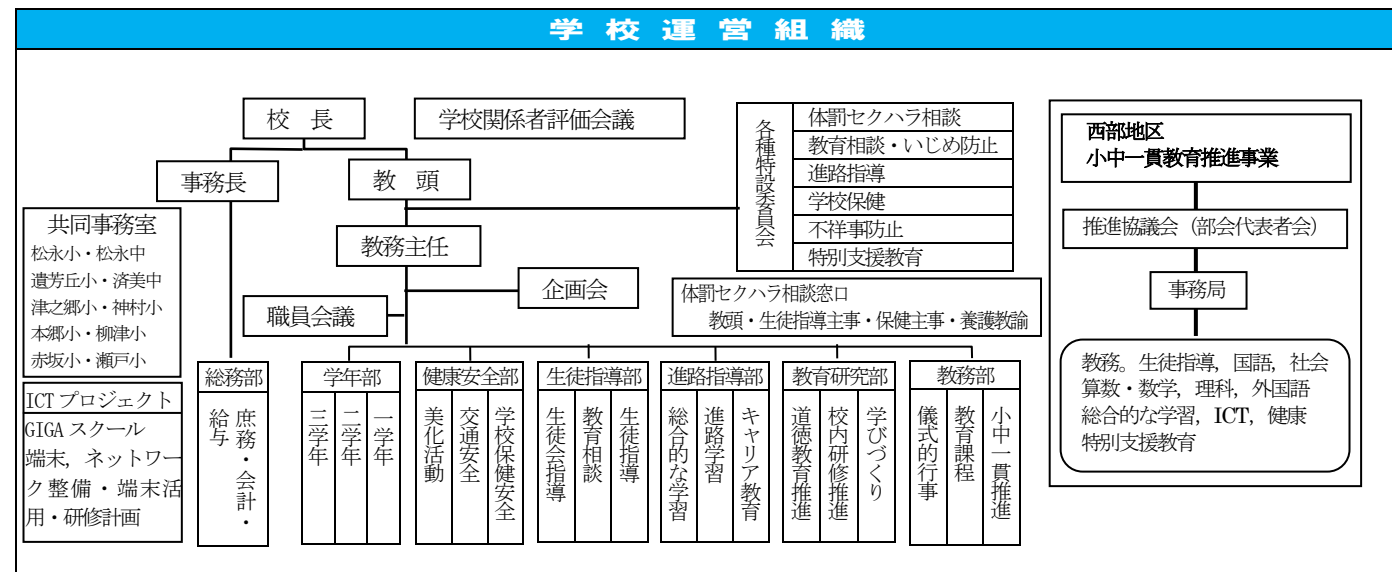 学校運営組織
校長
学校関係者評価会議
事務長
教頭
教務主任
企画会
職員会議
各種特設委員会
体罰セクハラ相談
教育相談・いじめ防止
進路指導
学校保健
不祥事防止
特別支援教育
体罰セクハラ相談窓口
教頭・生徒指導主事・保健主事・養護教諭
共同事務室
松永小・松永中
遺芳丘小・済美中
津之郷小・神村小
本郷小・柳津小
赤坂小・瀬戸小
ICTプロジェクト
GIGAスクール
端末,ネットワー
ク整備・端末活
用・研修計画
総務部
庶務・会計・
給与
学年部
三学年
二学年
一学年
健康安全部
美化活動
交通安全
学校保健安全
生徒指導部
生徒会指導
教育相談
生徒指導
進路指導部
総合的な学習
進路学習
キャリア教育
教育研究部
道徳教育推進
校内研修推進
学びづくり
教務部
儀式的行事
教育課程
小中一貫推進
西部地区
小中一貫教育推進事業
推進協議会(部会代表者会)
事務局
教務。生徒指導,国語,社会
算数・数学,理科,外国語
総合的な学習,ICT,健康
特別支援教育